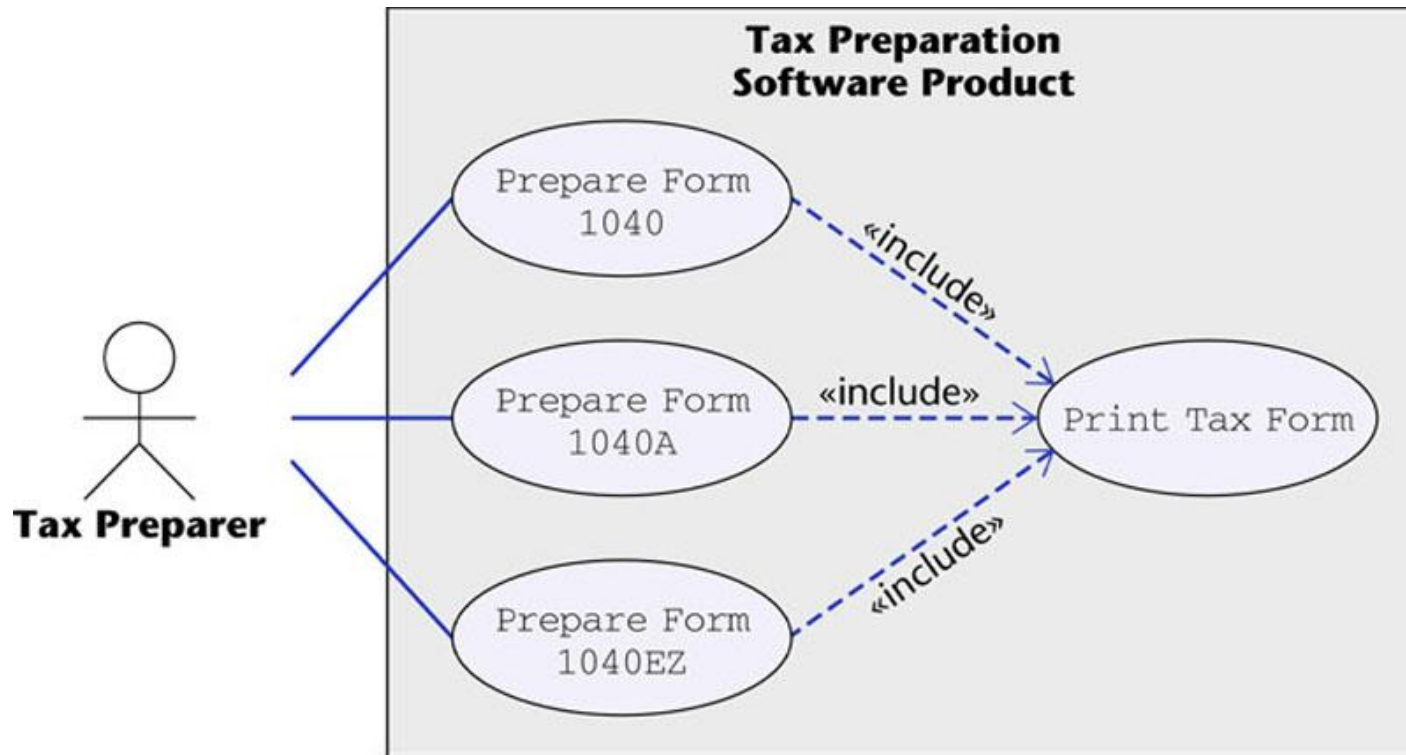 Tax Preparation
Software Product
Prepare Form
1040
«include»
Prepare Form
1040A
«include»
Print Tax Form
Tax Preparer
Prepare Form
1040EZ
«include»